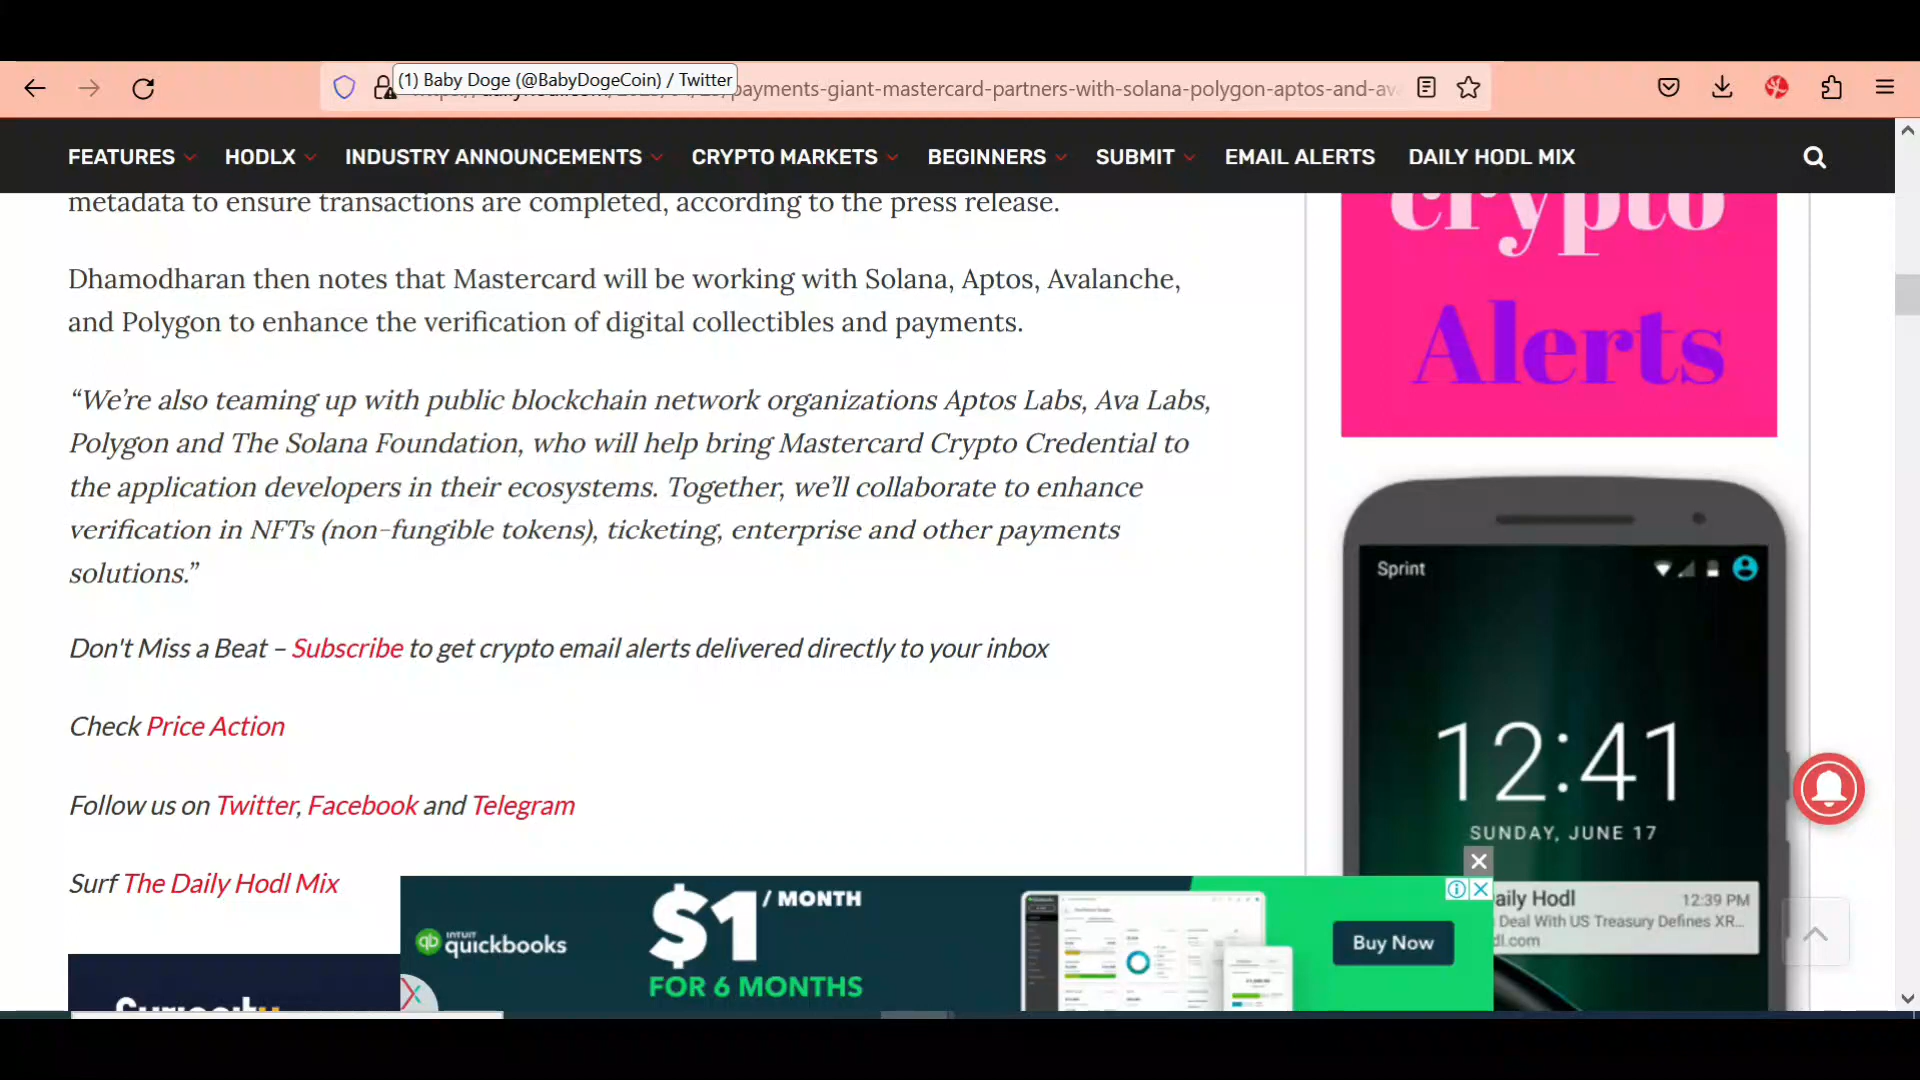 (1) Baby Doge (@BabyDogeCoin) / Twitter
payments-giant-mastercard-partners-with-solana-polygon-aptos-and-av
FEATURES HODLX INDUSTRY ANNOUNCEMENTS CRYPTO MARKETS BEGINNERS SUBMIT EMAIL ALERTS DAILY HODL MIX
metadata to ensure transactions are completed, according to the press release.
Dhamodharan then notes that Mastercard will be working with Solana, Aptos, Avalanche,
and Polygon to enhance the verification of digital collectibles and payments.
“We’re also teaming up with public blockchain network organizations Aptos Labs, Ava Labs,
Polygon and The Solana Foundation, who will help bring Mastercard Crypto Credential to
the application developers in their ecosystems. Together, we’ll collaborate to enhance
verification in NFTs (non-fungible tokens), ticketing, enterprise and other payments
solutions.”
Don't Miss a Beat – Subscribe to get crypto email alerts delivered directly to your inbox
Check Price Action
Follow us on Twitter, Facebook and Telegram
Surf The Daily Hodl Mix
crypto
Alerts
Sprint
12:41
SUNDAY, JUNE 17
aily Hodl 12:39 PM
Deal With US Treasury Defines XR...
dl.com
INTUIT
quickbooks
$1 / MONTH
FOR 6 MONTHS
Buy Now
curiosity